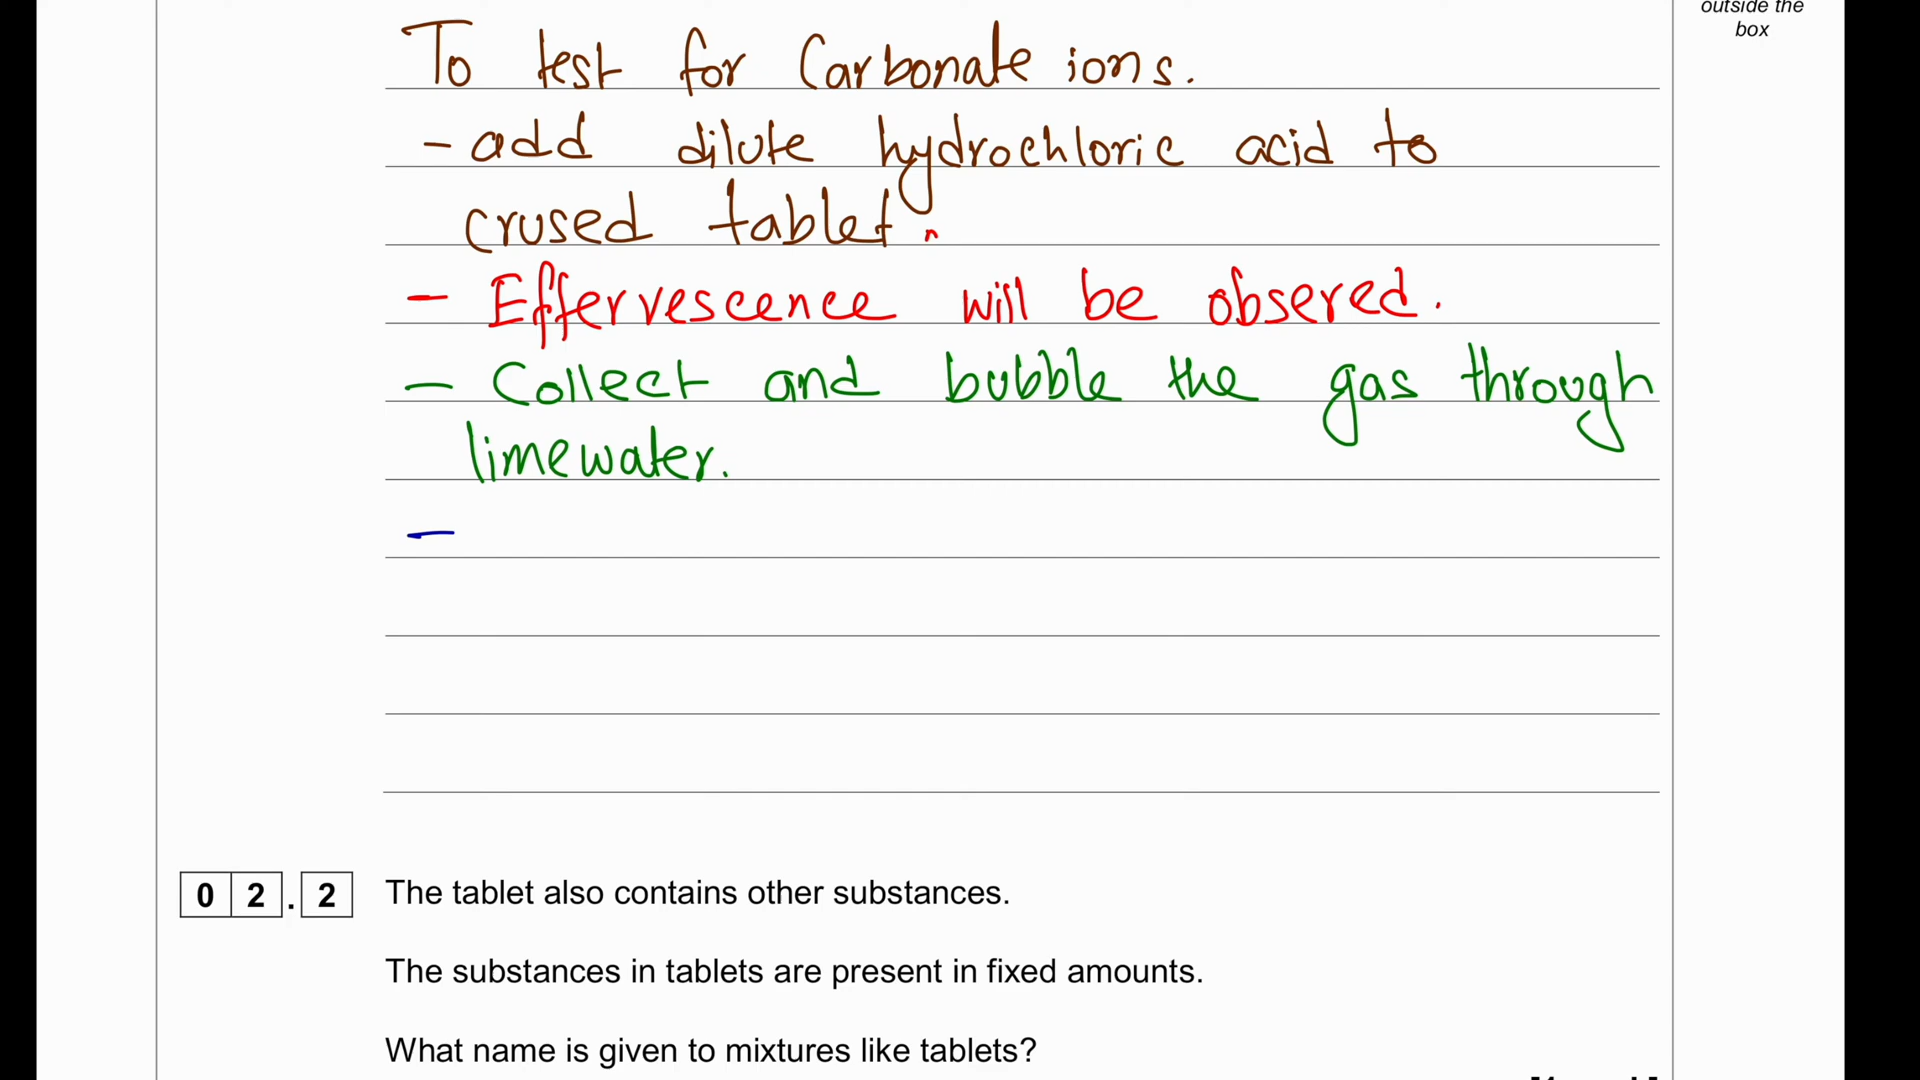 outside the
box
To test for Carbonate ions.
- add dilute hydrochloric acid to
crused tablet.
- Effervescence will be obsered.
- Collect and bubble the gas through
limewater.
-
0 2 . 2 The tablet also contains other substances.
The substances in tablets are present in fixed amounts.
What name is given to mixtures like tablets?